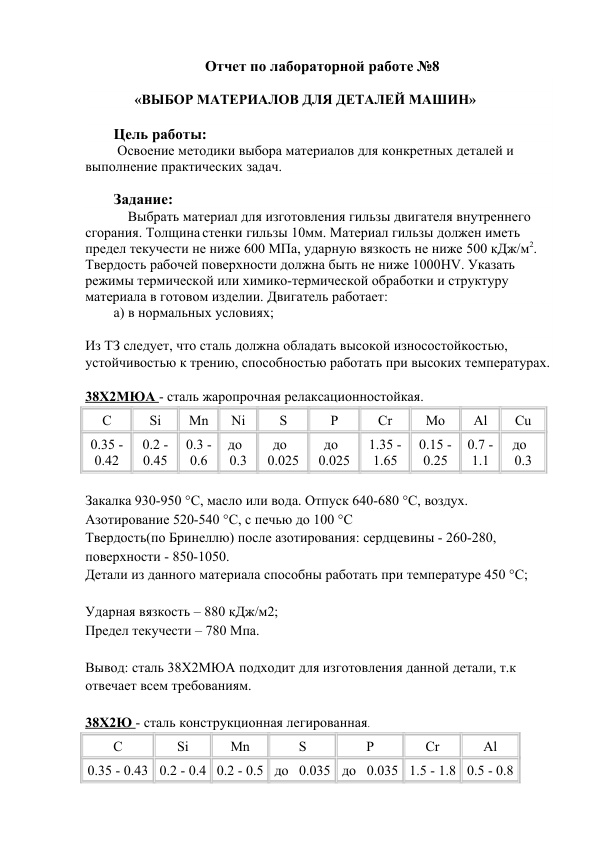 Отчет по лабораторной работе №8
«ВЫБОР МАТЕРИАЛОВ ДЛЯ ДЕТАЛЕЙ МАШИН»
Цель работы:
Освоение методики выбора материалов для конкретных деталей и
выполнение практических задач.
Задание:
Выбрать материал для изготовления гильзы двигателя внутреннего
сгорания. Толщина стенки гильзы 10мм. Материал гильзы должен иметь
предел текучести не ниже 600 МПа, ударную вязкость не ниже 500 кДж/м².
Твердость рабочей поверхности должна быть не ниже 1000HV. Указать
режимы термической или химико-термической обработки и структуру
материала в готовом изделии. Двигатель работает:
а) в нормальных условиях;
Из ТЗ следует, что сталь должна обладать высокой износостойкостью,
устойчивостью к трению, способностью работать при высоких температурах.
38Х2МЮА - сталь жаропрочная релаксационностойкая.
C Si Mn Ni S P Cr Mo Al Cu
0.35 - 0.2 - 0.3 - до до до 1.35 - 0.15 - 0.7 - до
0.42 0.45 0.6 0.3 0.025 0.025 1.65 0.25 1.1 0.3
Закалка 930-950 °С, масло или вода. Отпуск 640-680 °С, воздух.
Азотирование 520-540 °С, с печью до 100 °С
Твердость(по Бринеллю) после азотирования: сердцевины - 260-280,
поверхности - 850-1050.
Детали из данного материала способны работать при температуре 450 °С;
Ударная вязкость – 880 кДж/м2;
Предел текучести – 780 Мпа.
Вывод: сталь 38Х2МЮА подходит для изготовления данной детали, т.к
отвечает всем требованиям.
38Х2Ю - сталь конструкционная легированная.
C Si Mn S P Cr Al
0.35 - 0.43 0.2 - 0.4 0.2 - 0.5 до 0.035 до 0.035 1.5 - 1.8 0.5 - 0.8